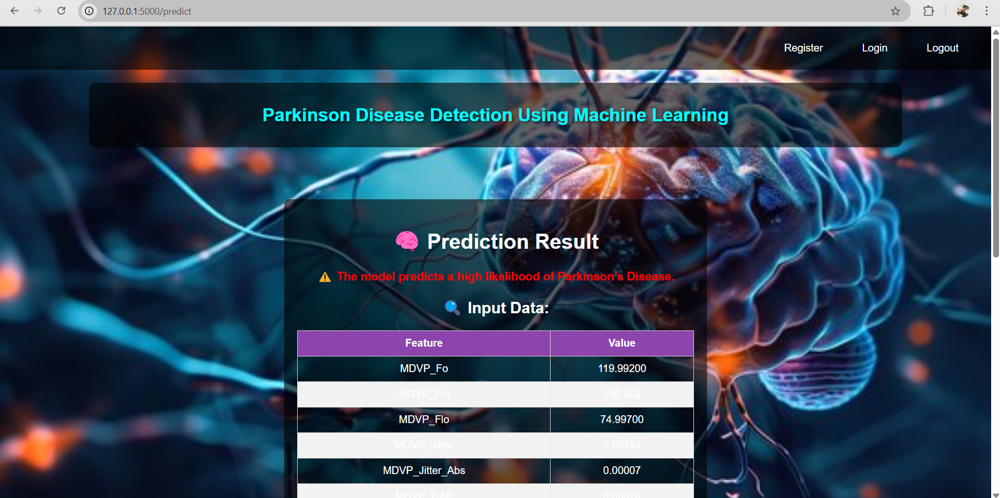 127.0.0.1:5000/predict
Register Login Logout
Parkinson Disease Detection Using Machine Learning
Prediction Result
The model predicts a high likelihood of Parkinson’s Disease.
Input Data:
Feature Value
MDVP_Fo 119.99200
MDVP_Fhi 156.302
MDVP_Flo 74.99700
MDVP_Jitter 0.00784
MDVP_Jitter_Abs 0.00007
MDVP_RAP 0.00370